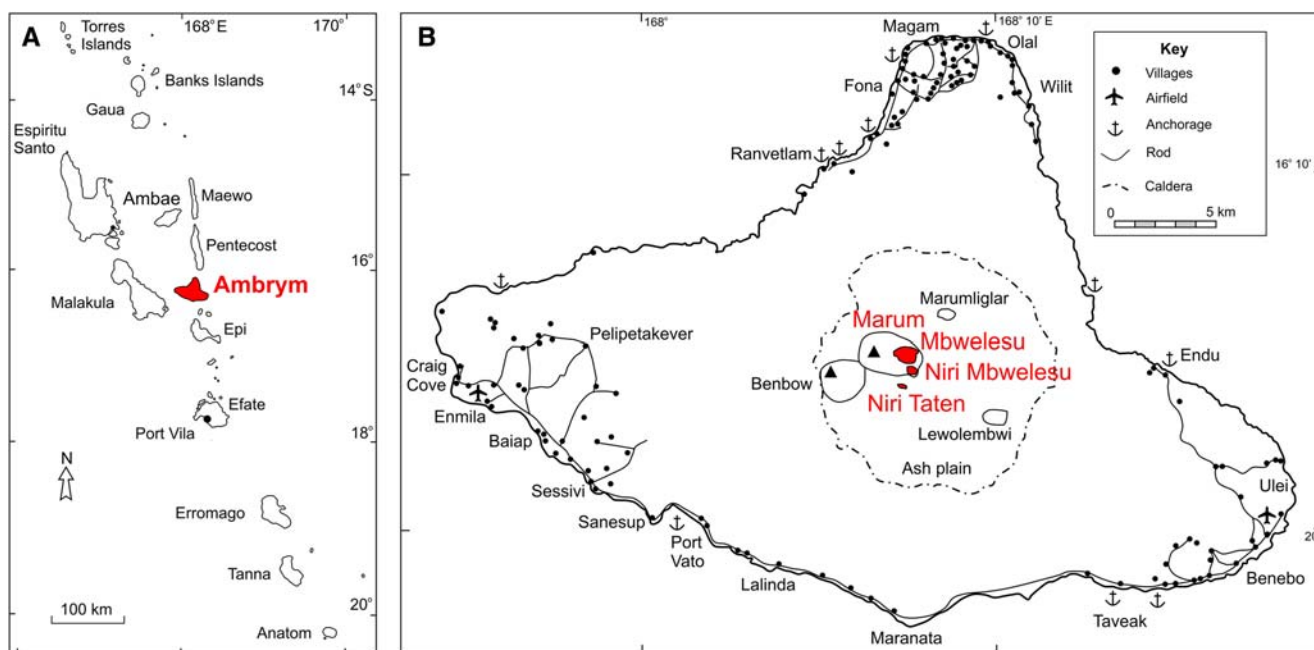 A
168° E
170°
Torres
Islands
Banks Islands
14°S
Gaua
Espiritu
Santo
Ambae
Maewo
Pentecost
16°
Ambrym
Malakula
Epi
Efate
Port Vila
18°
N
Erromago
Tanna
20°
100 km
Anatom
B
168°
168° 10' E
Magam
Olal
Fona
Wilit
Ranvetlam
16° 10'
Key
Villages
Airfield
Anchorage
Rod
Caldera
0
5 km
Marumliglar
Marum
Mbwelesu
Pelipetakever
Niri Mbwelesu
Endu
Craig
Cove
Benbow
Niri Taten
Enmila
Baiap
Lewolembwi
Ash plain
Sessivi
Ulei
Sanesup
Port
Vato
20
Lalinda
Benebo
Taveak
Maranata